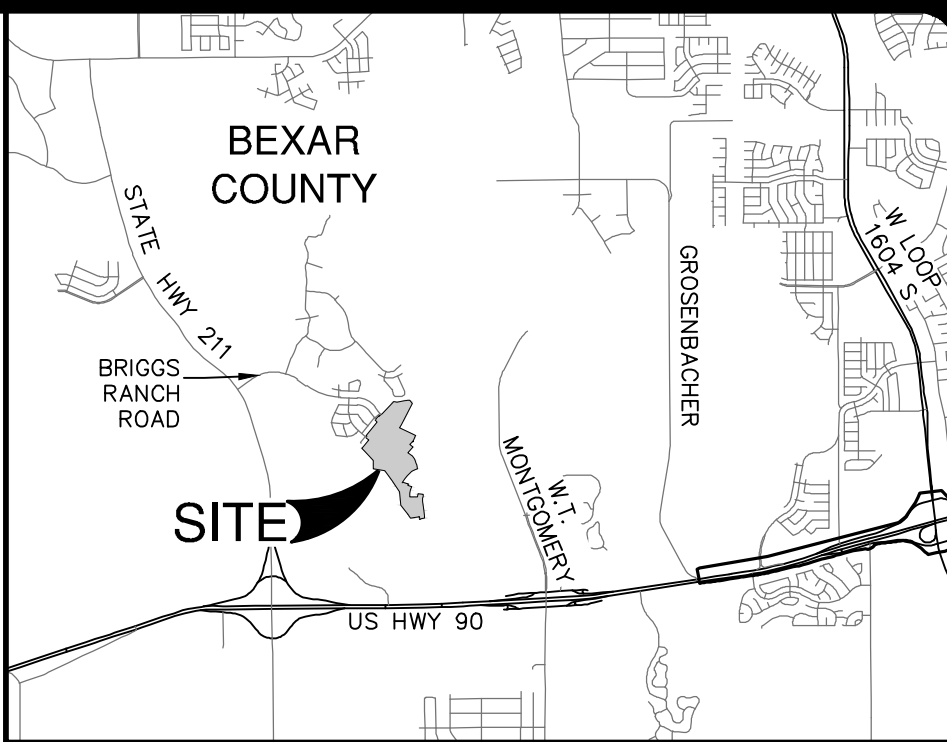 BEXAR
COUNTY
STATE HWY 211
W LOOP
1604 S
GROSENBACHER
BRIGGS
RANCH
ROAD
W.T.
MONTGOMERY
SITE
US HWY 90